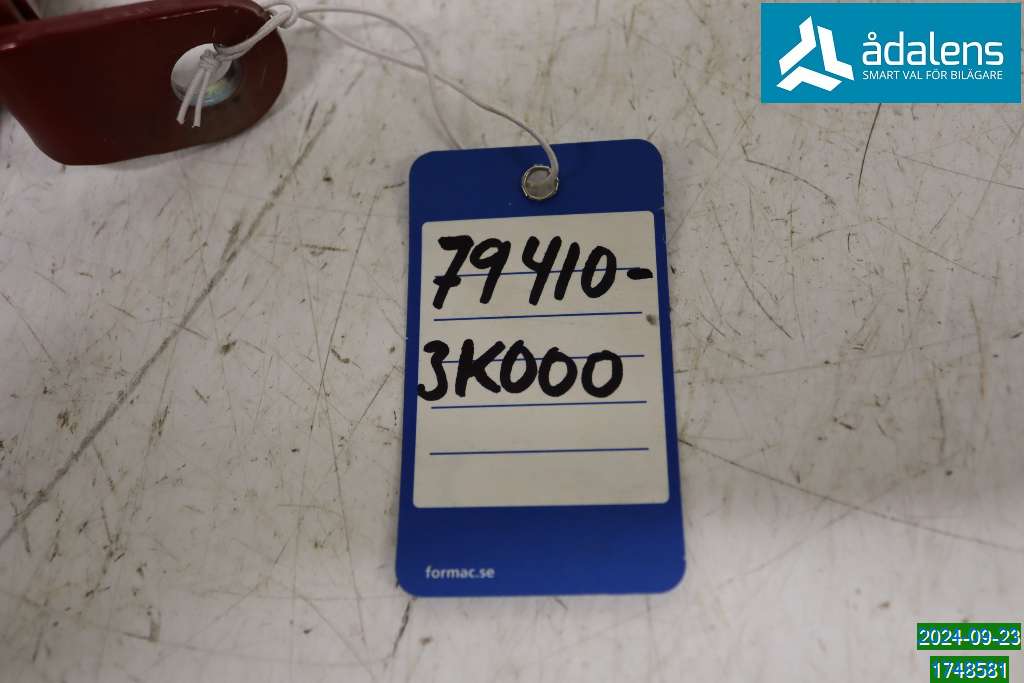 ådalens
SMART VAL FÖR BILÄGARE
79410-
3K000
formac.se
2024-09-23
1748581